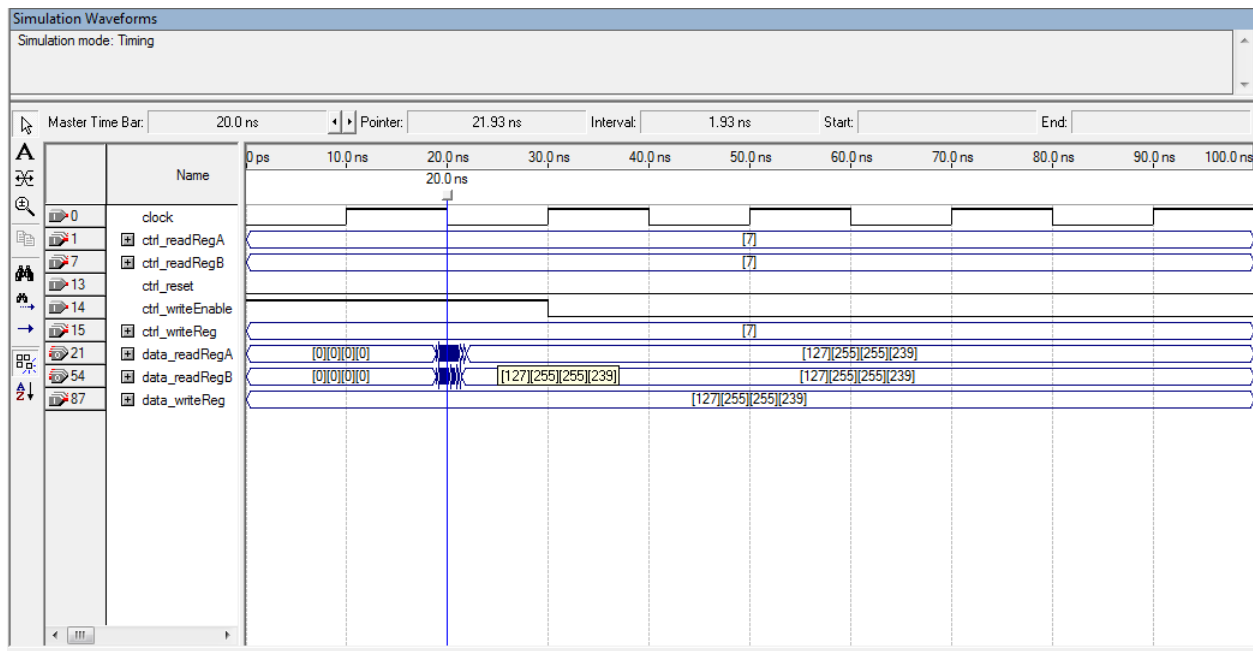 Simulation Waveforms
Simulation mode: Timing
Master Time Bar: 20.0 ns Pointer: 21.93 ns Interval: 1.93 ns Start: End:
Name 0 ps 10.0 ns 20.0 ns 30.0 ns 40.0 ns 50.0 ns 60.0 ns 70.0 ns 80.0 ns 90.0 ns 100.0 ns
20.0 ns
0 clock
1 ctrl_readRegA [7]
7 ctrl_readRegB [7]
13 ctrl_reset
14 ctrl_writeEnable
15 ctrl_writeReg [7]
21 data_readRegA [0][0][0][0] [127][255][255][239]
54 data_readRegB [0][0][0][0] [127][255][255][239] [127][255][255][239]
87 data_writeReg [127][255][255][239]